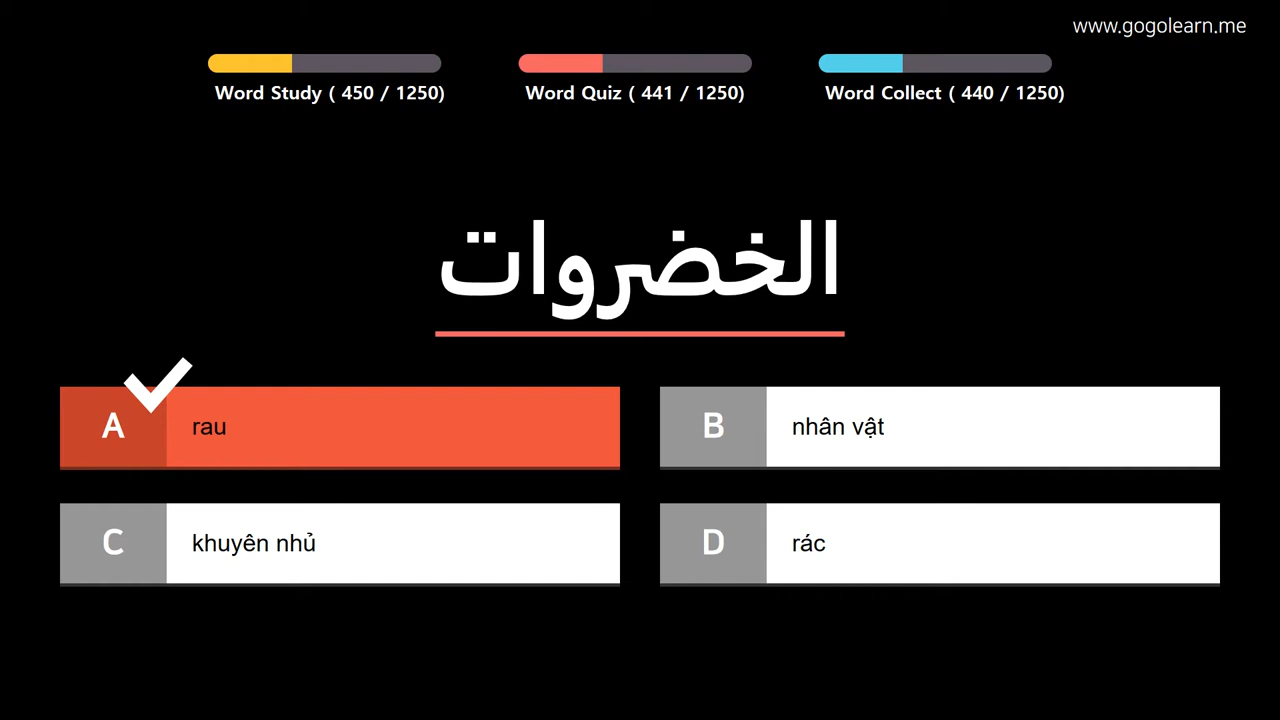 www.gogolearn.me
Word Study ( 450 / 1250)
Word Quiz ( 441 / 1250)
Word Collect ( 440 / 1250)
الخضروات
A rau
B nhân vật
C khuyên nhủ
D rác